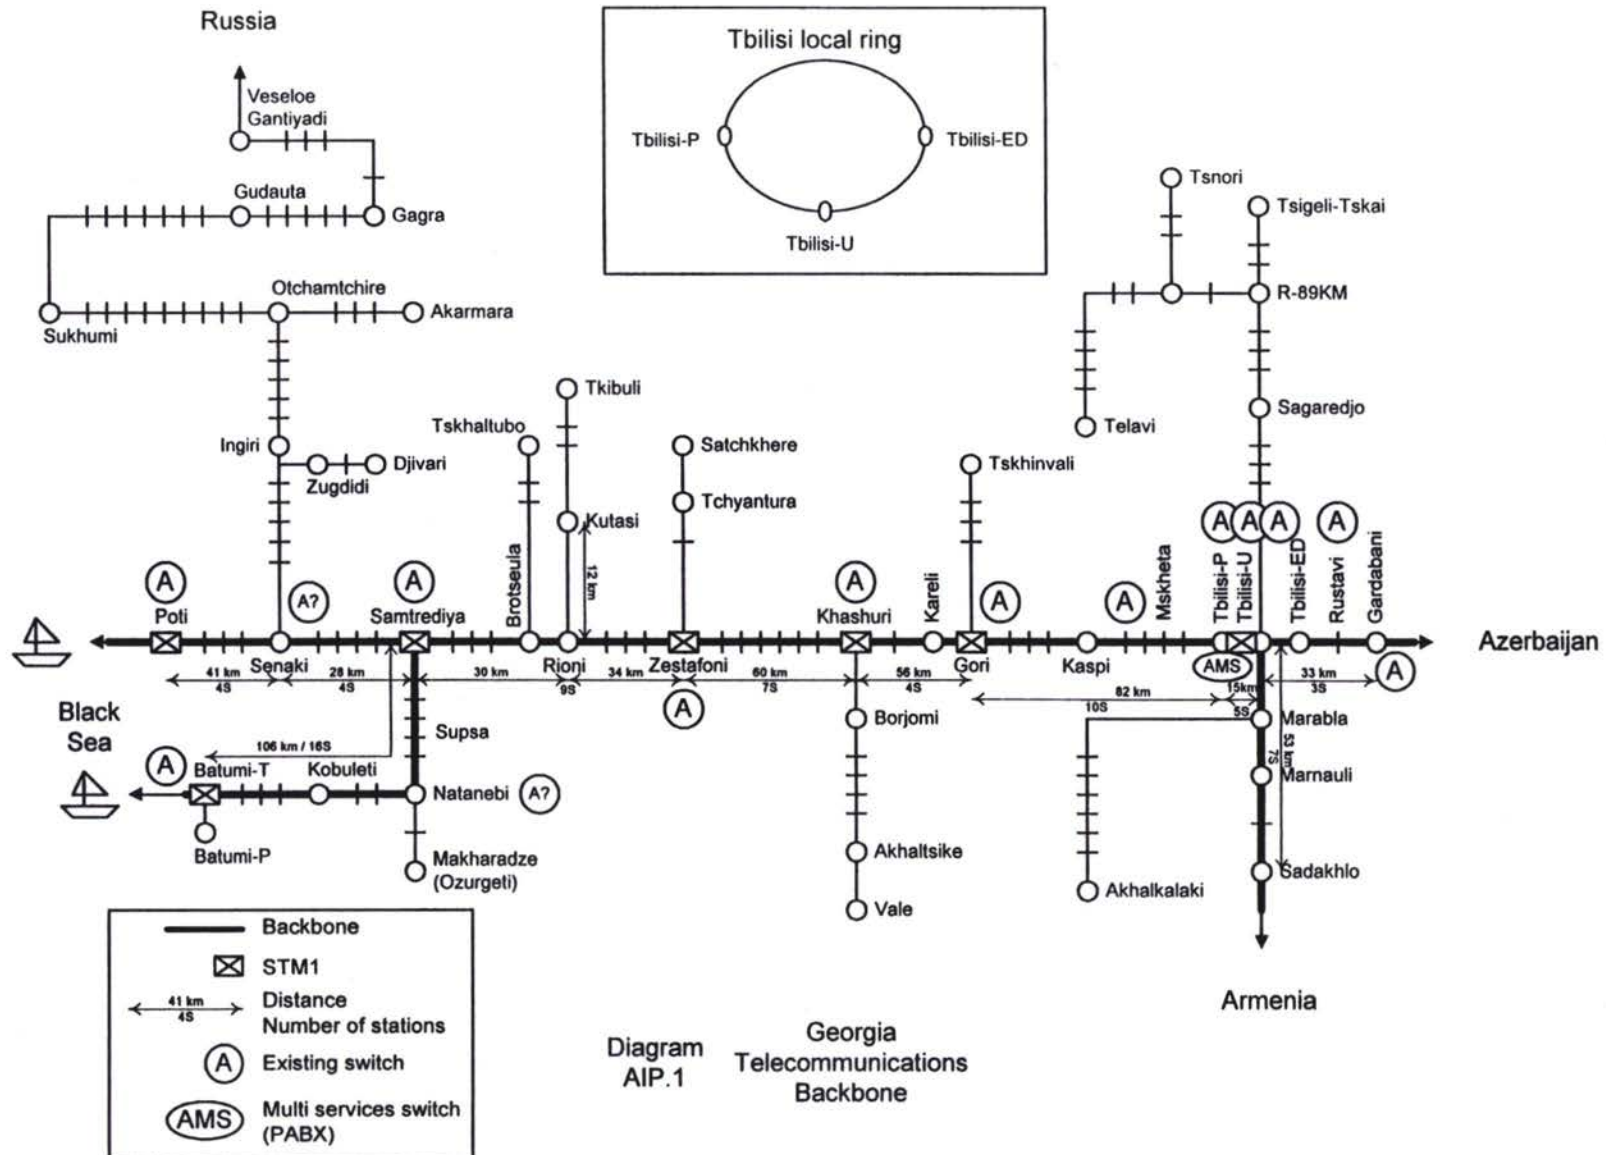 Russia
Tbilisi local ring
Veseloe
Gantiyadi
Tbilisi-P
Tbilisi-ED
Tbilisi-U
Gudauta
Gagra
Tsnori
Tsigeli-Tskai
Otchamtchire
Akarmara
Sukhumi
R-89KM
Tkibuli
Sagaredjo
Tskhaltubo
Telavi
Ingiri
Djivari
Zugdidi
Satchkhere
Tskhinvali
Tchyantura
Kutasi
12 km
A
A
A
A
A
A?
A
A
A
A
Poti
Samtrediya
Brotseula
Khashuri
Kareli
Mskheta
Tbilisi-P
Tbilisi-U
Tbilisi-ED
Rustavi
Gardabani
Azerbaijan
Senaki
Rioni
Zestafoni
Gori
Kaspi
AMS
41 km
4S
28 km
4S
30 km
9S
34 km
60 km
7S
56 km
4S
82 km
10S
15km
5S
33 km
3S
A
A
Black
Sea
Borjomi
Marabla
Supsa
53 km
7S
106 km / 16S
A
Batumi-T
Kobuleti
Natanebi
A?
Marnauli
Batumi-P
Makharadze
(Ozurgeti)
Akhaltsike
Sadakhlo
Akhalkalaki
Vale
Backbone
STM1
41 km
4S
Distance
Number of stations
A
Existing switch
AMS
Multi services switch
(PABX)
Armenia
Diagram
AIP.1
Georgia
Telecommunications
Backbone